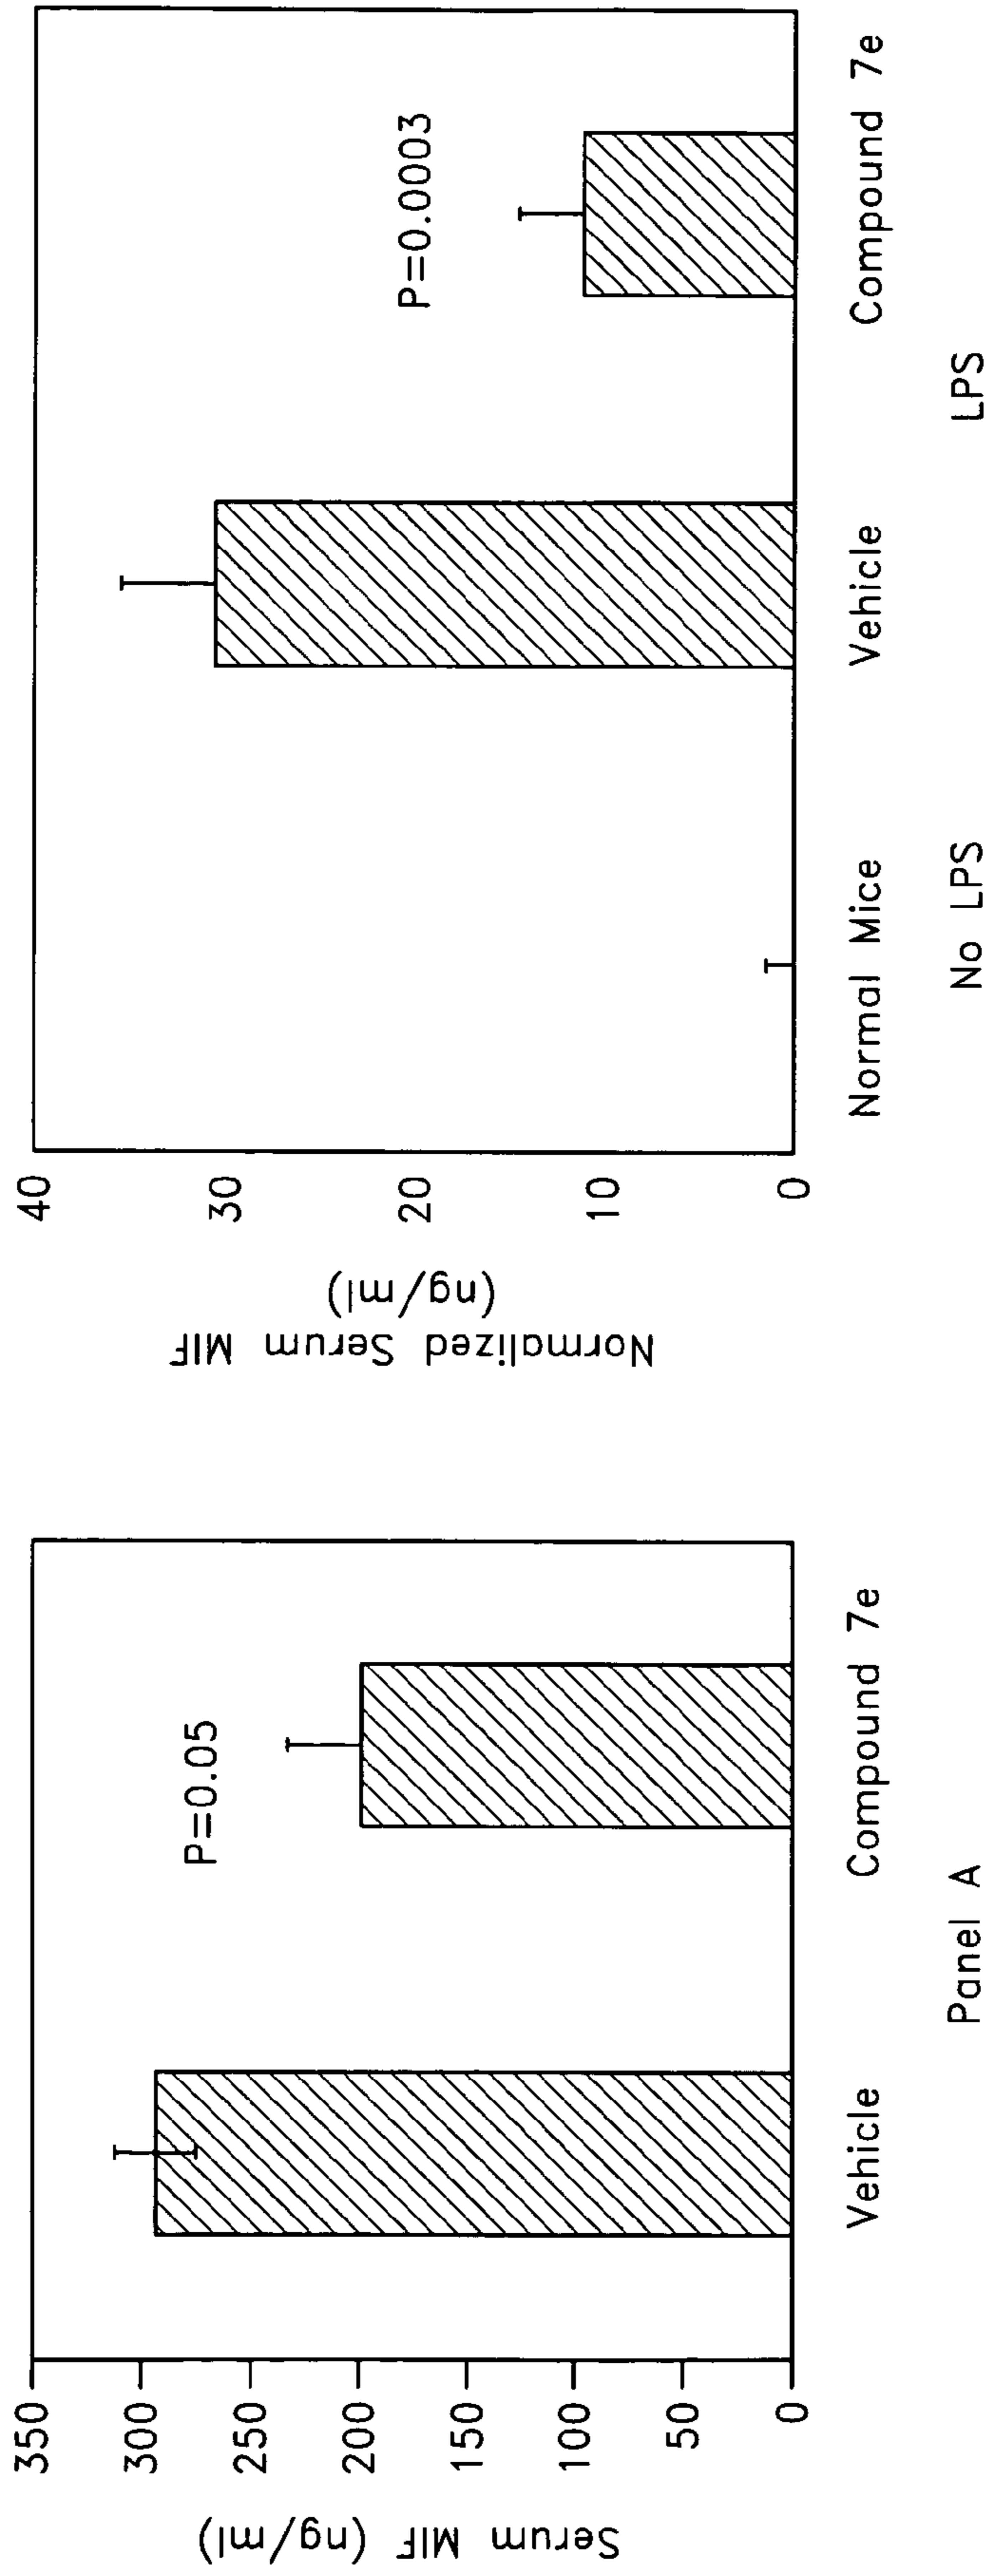 Serum MIF (ng/ml)
350
300
250
200
150
100
50
0
P=0.05
Vehicle
Compound 7e
Panel A
Normalized Serum MIF
(ng/ml)
40
30
20
10
0
P=0.0003
Normal Mice
Vehicle
Compound 7e
No LPS
LPS